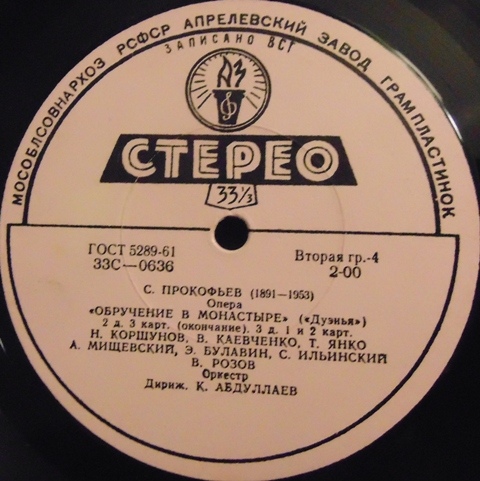 МОСОБЛСОВНАРХОЗ РСФСР АПРЕЛЕВСКИЙ ЗАВОД ГРАМПЛАСТИНОК
ЗАПИСАНО ВСГ
АЗ
СТЕРЕО
33⅓
ГОСТ 5289-61 Вторая гр.-4
33С—0636 2-00
С. ПРОКОФЬЕВ (1891—1953)
Опера
«ОБРУЧЕНИЕ В МОНАСТЫРЕ» («Дуэнья»)
2 д. 3 карт. (окончание). 3 д. 1 и 2 карт.
Н. КОРШУНОВ, В. КАЕВЧЕНКО, Т. ЯНКО
А. МИЩЕВСКИЙ, Э. БУЛАВИН, С. ИЛЬИНСКИЙ
В. РОЗОВ
Оркестр
Дириж. К. АБДУЛЛАЕВ